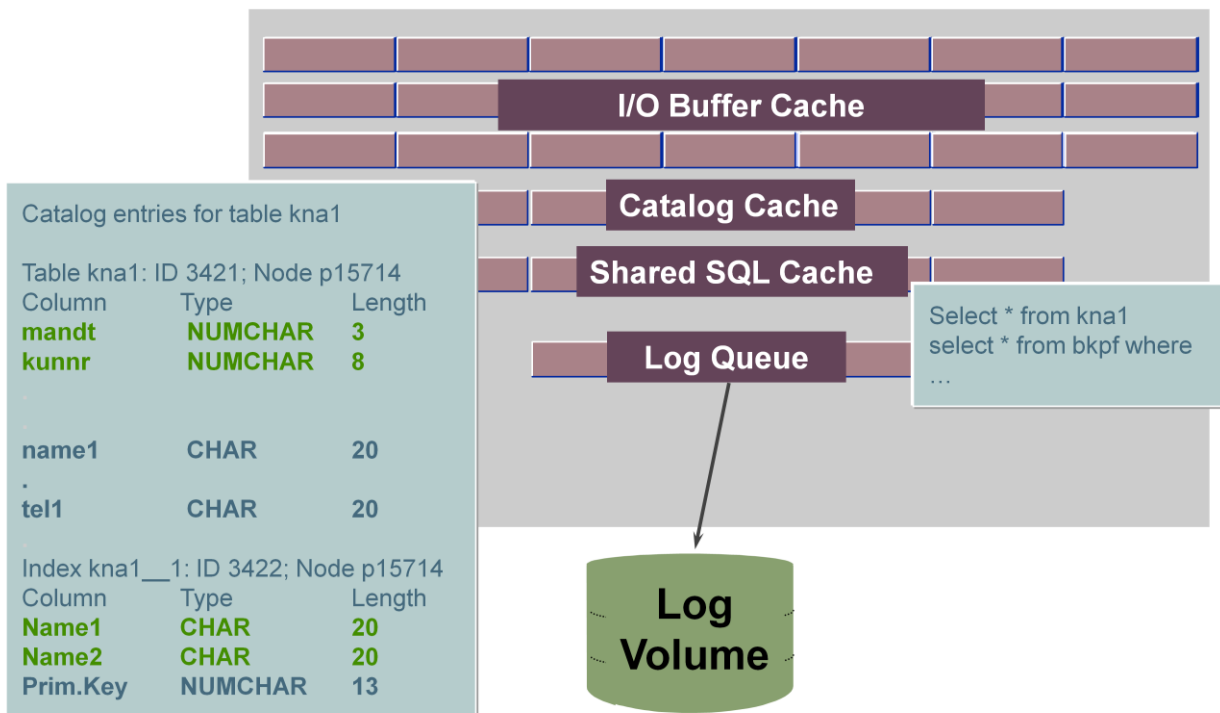 I/O Buffer Cache
Catalog Cache
Shared SQL Cache
Log Queue
Catalog entries for table kna1
Table kna1: ID 3421; Node p15714
Column Type Length
mandt NUMCHAR 3
kunnr NUMCHAR 8
.
.
name1 CHAR 20
.
tel1 CHAR 20
.
Index kna1__1: ID 3422; Node p15714
Column Type Length
Name1 CHAR 20
Name2 CHAR 20
Prim.Key NUMCHAR 13
Select * from kna1
select * from bkpf where
…
Log
Volume